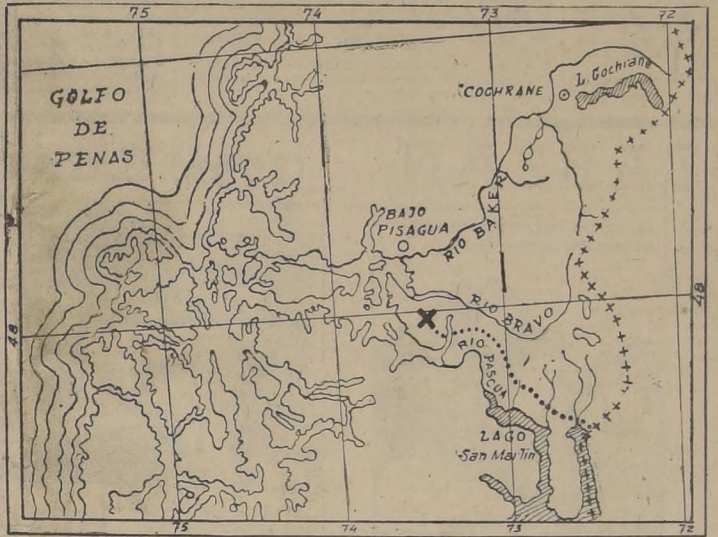 75 74 73 72
GOLFO
DE
PENAS
COCHRANE
L. Cochrane
BAJO
PISAGUA
RIO BAKER
48
48
RIO BRAVO
RIO PASCUA
LAGO
San Martin
75 74 73 72